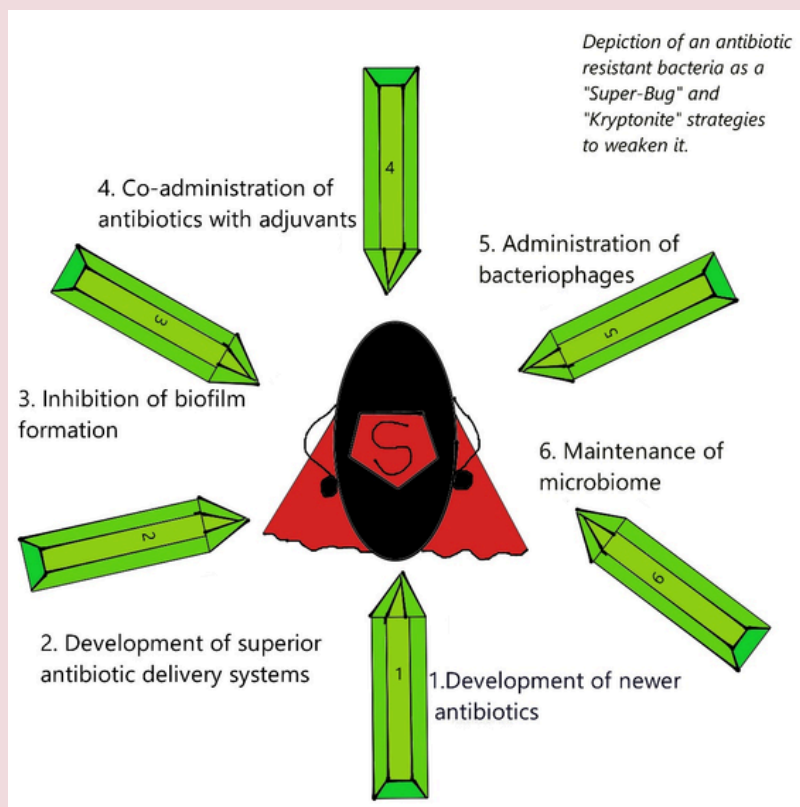 Depiction of an antibiotic
resistant bacteria as a
"Super-Bug" and
"Kryptonite" strategies
to weaken it.
4
4. Co-administration of
antibiotics with adjuvants
5. Administration of
bacteriophages
3
5
3. Inhibition of biofilm
formation
S
6. Maintenance of
microbiome
2
6
2. Development of superior
antibiotic delivery systems
1
1.Development of newer
antibiotics